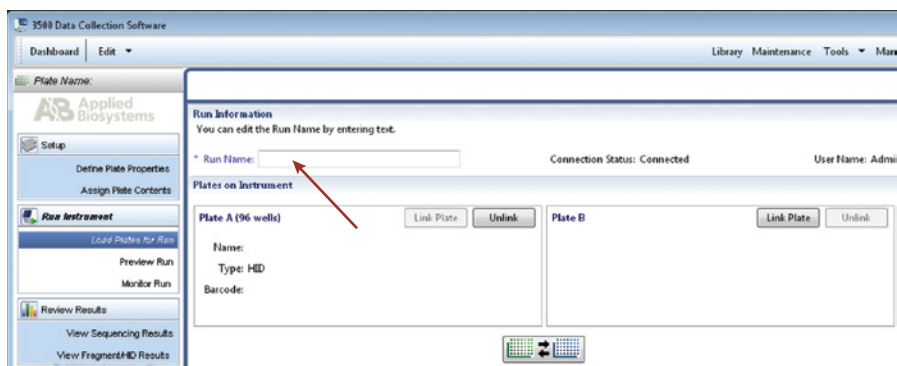 3500 Data Collection Software
Dashboard Edit Library Maintenance Tools
Plate Name:
AB Applied Biosystems
Run Information
You can edit the Run Name by entering text.
Setup
* Run Name: Connection Status: Connected User Name: Admi
Define Plate Properties
Assign Plate Contents
Plates on Instrument
Run Instrument
Plate A (96 wells) Link Plate Unlink Plate B Link Plate Unlink
Load Plates for Run
Name:
Preview Run
Type: HID
Monitor Run
Barcode:
Review Results
View Sequencing Results
View Fragment/HID Results